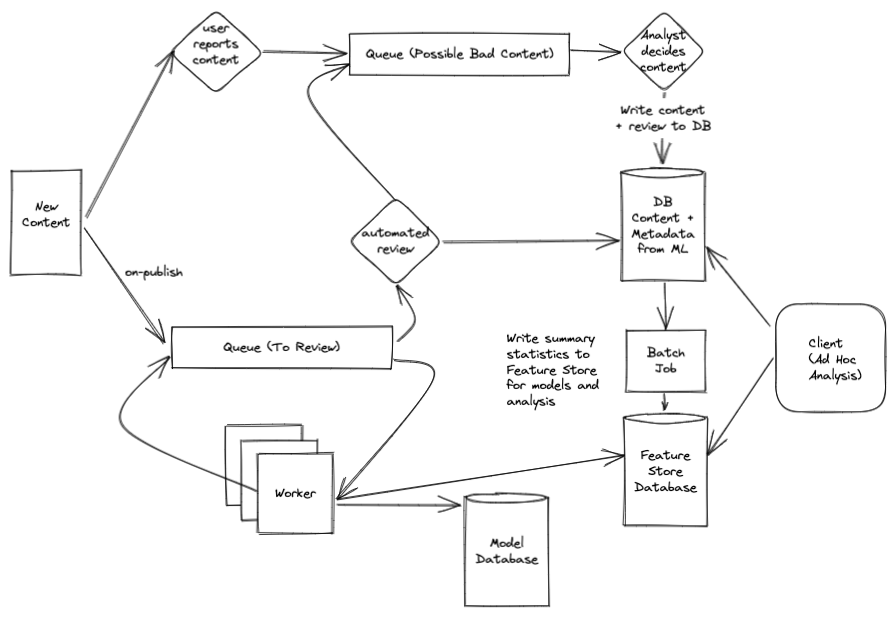 user
reports
content
Queue (Possible Bad Content)
Analyst
decides
content
Write content
+ review to DB
New
Content
DB
Content +
Metadata
from ML
automated
review
on-publish
Queue (To Review)
Write summary
statistics to
Feature Store
for models and
analysis
Batch
Job
Client
(Ad Hoc
Analysis)
Feature
Store
Database
Worker
Model
Database